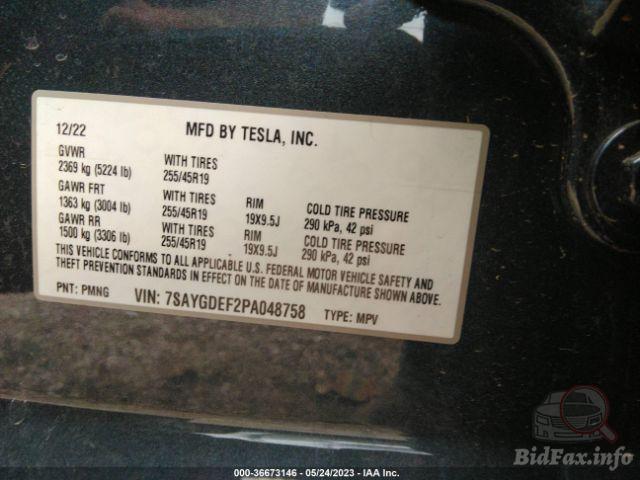 12/22 MFD BY TESLA, INC.
GVWR
2369 kg (5224 lb) WITH TIRES 255/45R19
GAWR FRT
1363 kg (3004 lb) WITH TIRES 255/45R19 RIM 19X9.5J COLD TIRE PRESSURE 290 kPa, 42 psi
GAWR RR
1500 kg (3306 lb) WITH TIRES 255/45R19 RIM 19X9.5J COLD TIRE PRESSURE 290 kPa, 42 psi
THIS VEHICLE CONFORMS TO ALL APPLICABLE U.S. FEDERAL MOTOR VEHICLE SAFETY AND
THEFT PREVENTION STANDARDS IN EFFECT ON THE DATE OF MANUFACTURE SHOWN ABOVE.
PNT: PMNG VIN: 7SAYGDEF2PA048758 TYPE: MPV
BidFax.info
000-36673146 - 05/24/2023 - IAA Inc.